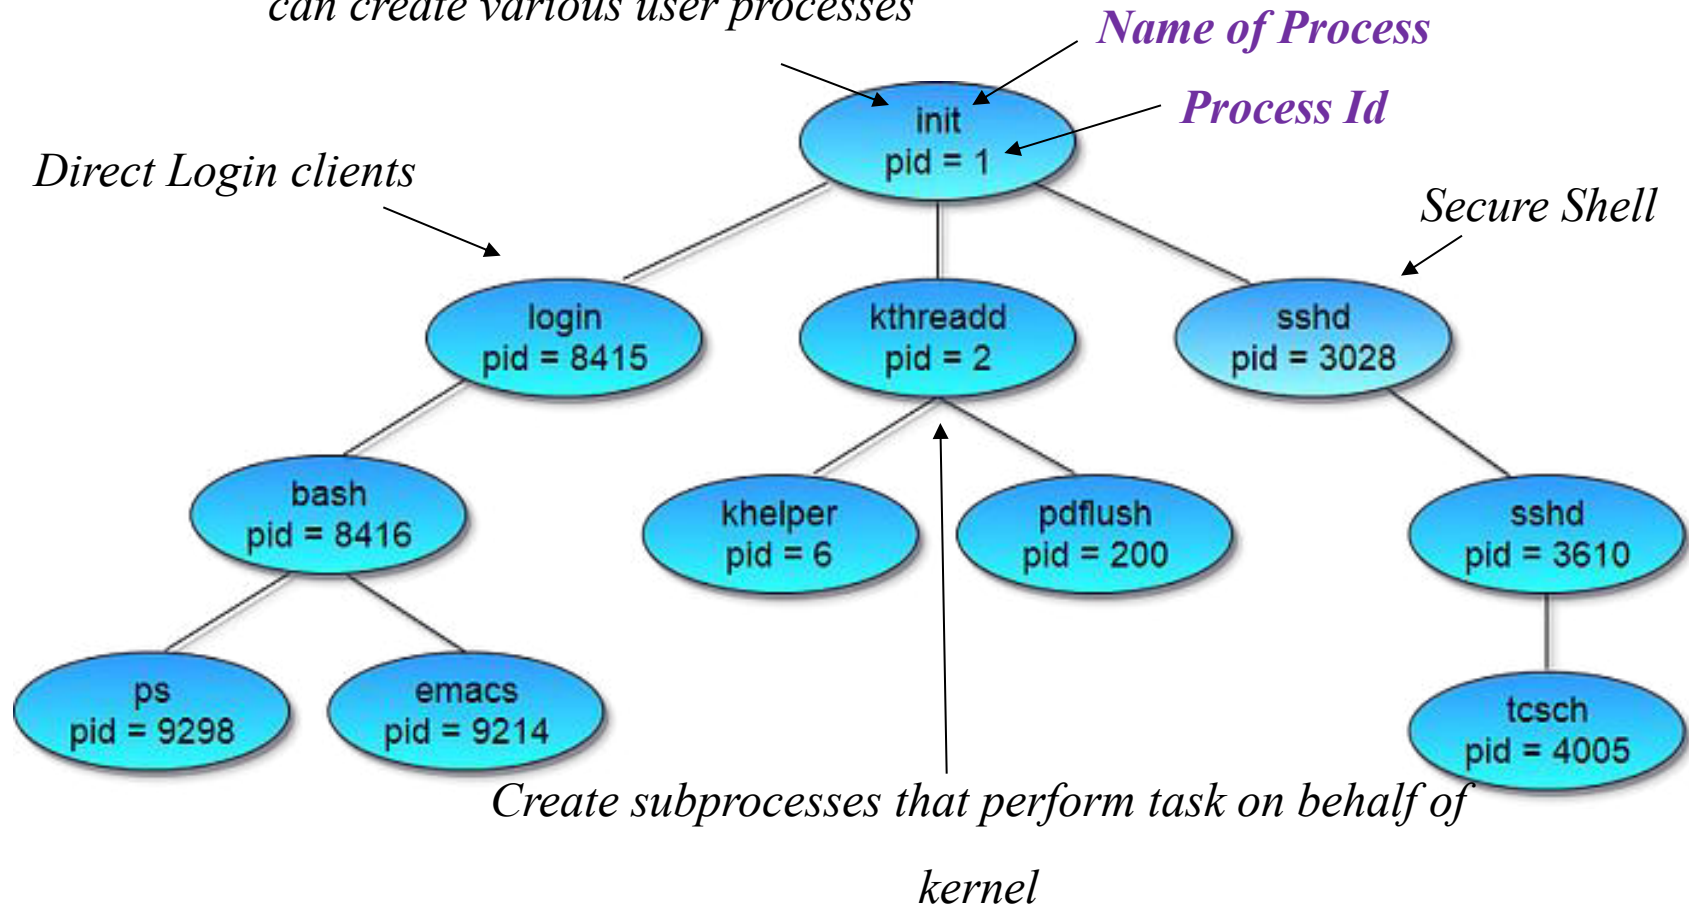 can create various user processes
Name of Process
Process Id
init
pid = 1
Direct Login clients
Secure Shell
login
pid = 8415
kthreadd
pid = 2
sshd
pid = 3028
bash
pid = 8416
khelper
pid = 6
pdflush
pid = 200
sshd
pid = 3610
ps
pid = 9298
emacs
pid = 9214
tcsch
pid = 4005
Create subprocesses that perform task on behalf of
kernel